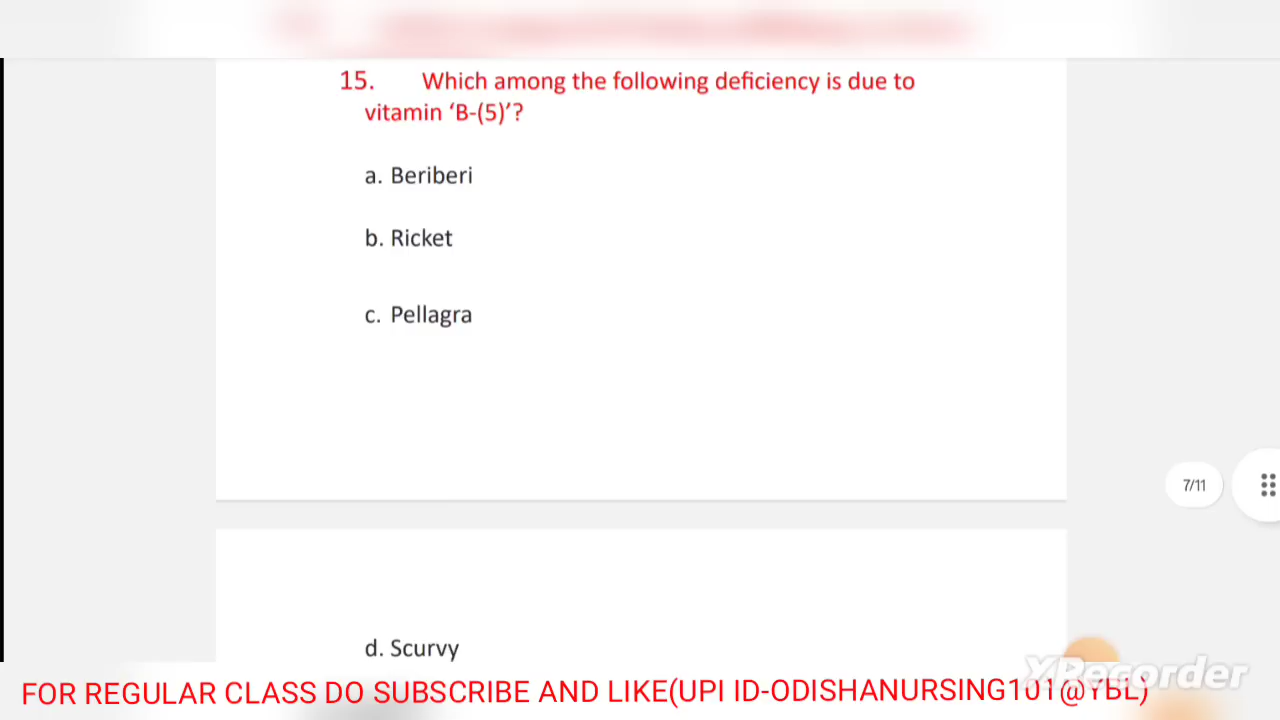 15. Which among the following deficiency is due to
vitamin ‘B-(5)’?
a. Beriberi
b. Ricket
c. Pellagra
7/11
d. Scurvy
XRecorder
FOR REGULAR CLASS DO SUBSCRIBE AND LIKE(UPI ID-ODISHANURSING101@YBL)